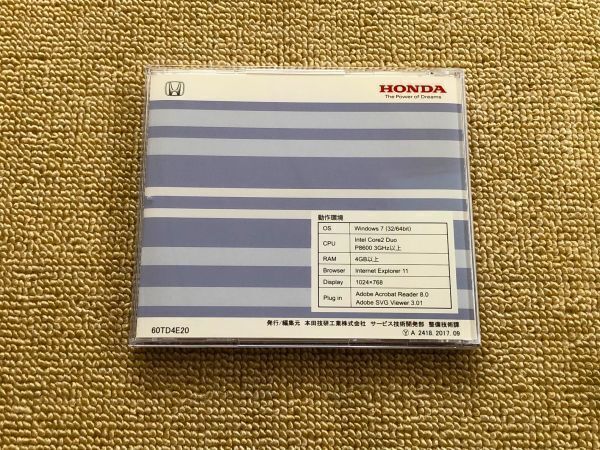 HONDA
The Power of Dreams
動作環境
OS Windows 7 (32/64bit)
CPU Intel Core2 Duo
P8600 3GHz以上
RAM 4GB以上
Browser Internet Explorer 11
Display 1024×768
Plug in Adobe Acrobat Reader 8.0
Adobe SVG Viewer 3.01
発行/編集元 本田技研工業株式会社 サービス技術開発部 整備技術課
60TD4E20
Ⓨ A 2418. 2017. 09